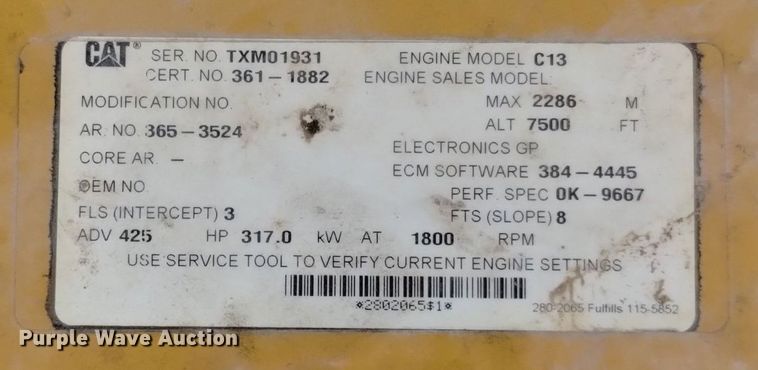 CAT® SER. NO. TXM01931 ENGINE MODEL C13
CERT. NO. 361-1882 ENGINE SALES MODEL:
MODIFICATION NO. MAX 2286 M
AR. NO. 365-3524 ALT 7500 FT
CORE AR. - ELECTRONICS GP
OEM NO ECM SOFTWARE 384-4445
PERF. SPEC 0K-9667
FLS (INTERCEPT) 3 FTS (SLOPE) 8
ADV 425 HP 317.0 kW AT 1800 RPM
USE SERVICE TOOL TO VERIFY CURRENT ENGINE SETTINGS
*2802065$1*
280-2065 Fulfills 115-5852
Purple Wave Auction